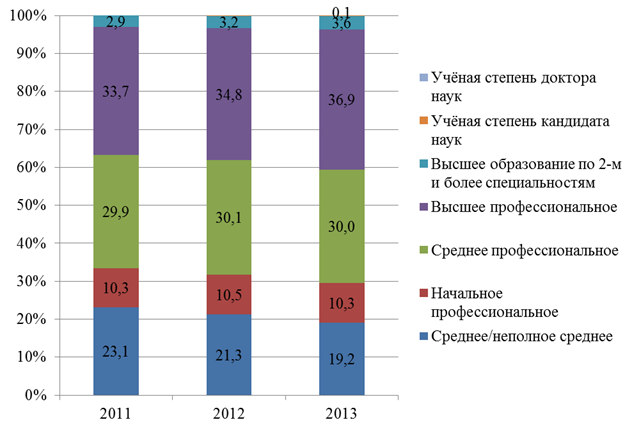 100%
90%
80%
70%
60%
50%
40%
30%
20%
10%
0%
2,9
33,7
29,9
10,3
23,1
3,2
34,8
30,1
10,5
21,3
0,1
3,6
36,9
30,0
10,3
19,2
2011
2012
2013
Учёная степень доктора
наук
Учёная степень кандидата
наук
Высшее образование по 2-м
и более специальностям
Высшее профессиональное
Среднее профессиональное
Начальное
профессиональное
Среднее/неполное среднее